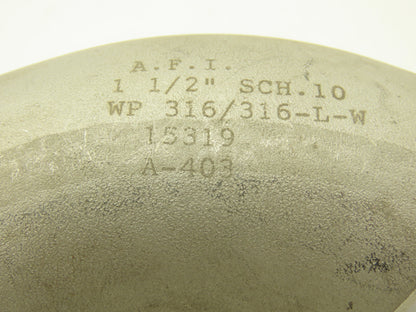 A.F.I.
1 1/2" SCH.10
WP 316/316-L-W
15319
A-403